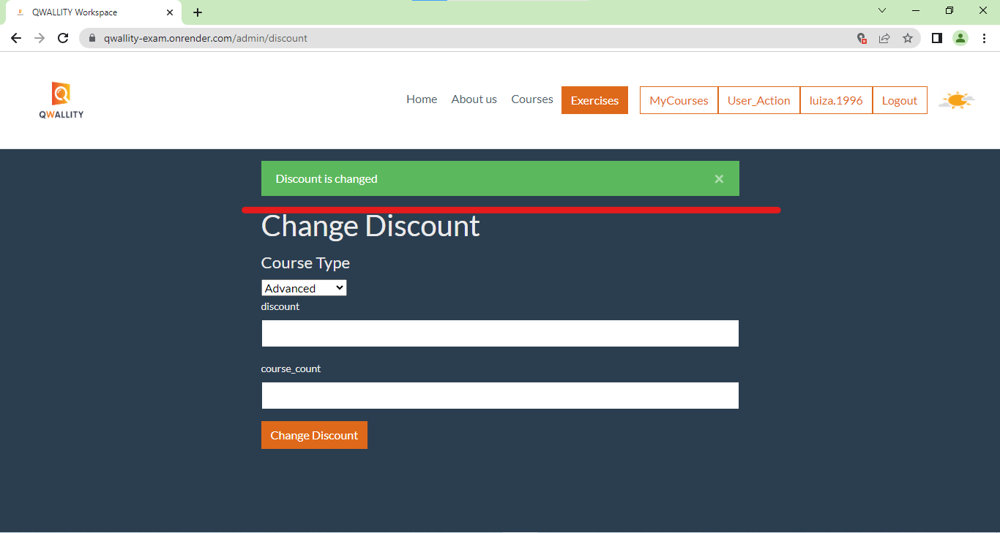 QWALLITY Workspace
qwallity-exam.onrender.com/admin/discount
QWALLITY
Home About us Courses Exercises MyCourses User_Action luiza.1996 Logout
Discount is changed ×
Change Discount
Course Type
Advanced
discount
course_count
Change Discount